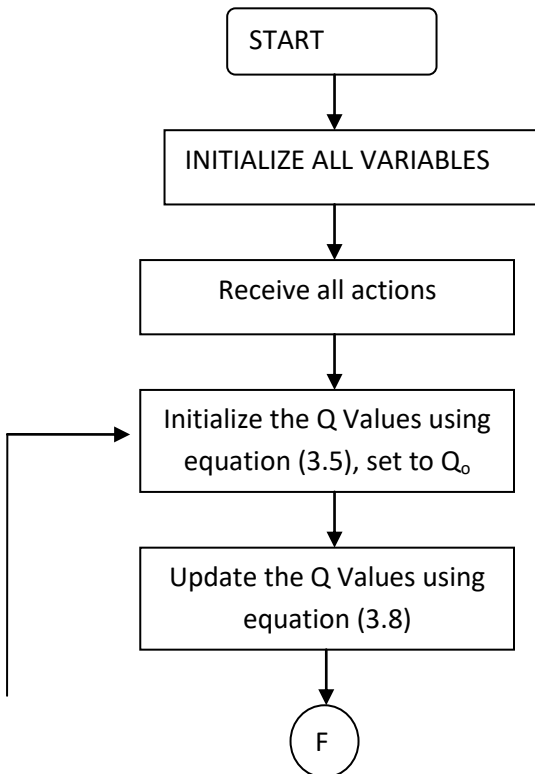 START
INITIALIZE ALL VARIABLES
Receive all actions
Initialize the Q Values using
equation (3.5), set to Qₒ
Update the Q Values using
equation (3.8)
F